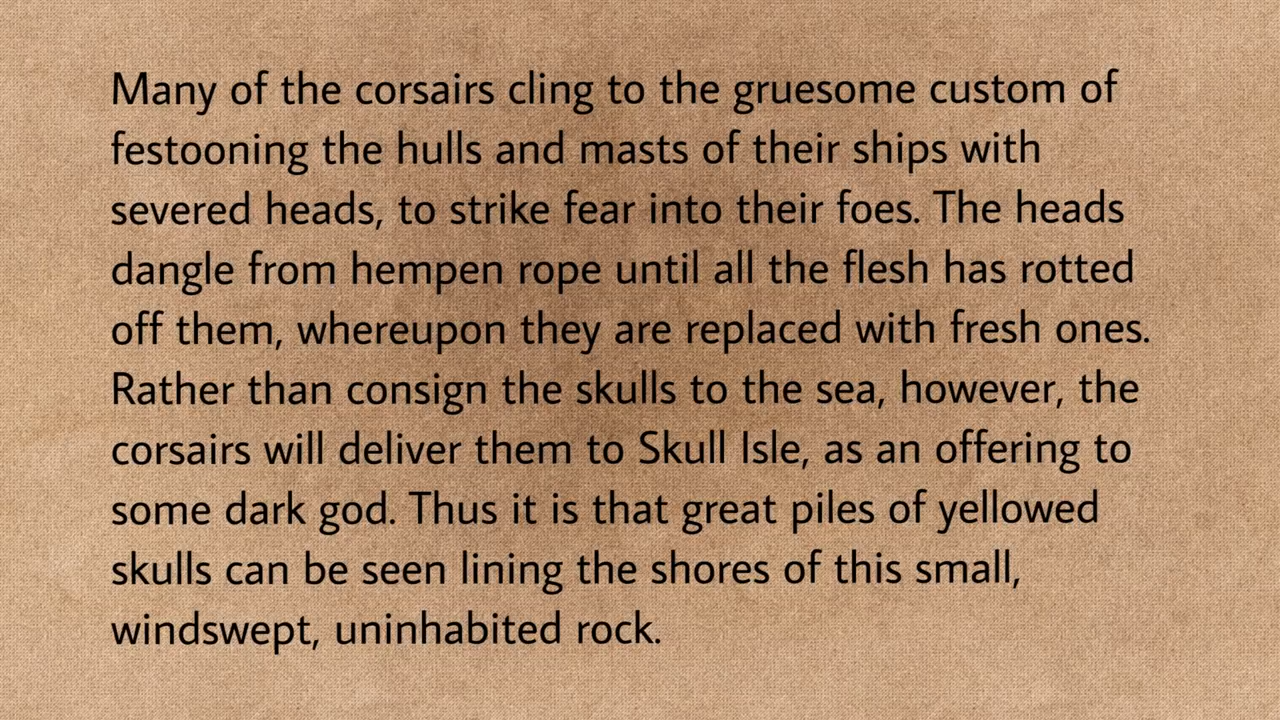 Many of the corsairs cling to the gruesome custom of
festooning the hulls and masts of their ships with
severed heads, to strike fear into their foes. The heads
dangle from hempen rope until all the flesh has rotted
off them, whereupon they are replaced with fresh ones.
Rather than consign the skulls to the sea, however, the
corsairs will deliver them to Skull Isle, as an offering to
some dark god. Thus it is that great piles of yellowed
skulls can be seen lining the shores of this small,
windswept, uninhabited rock.